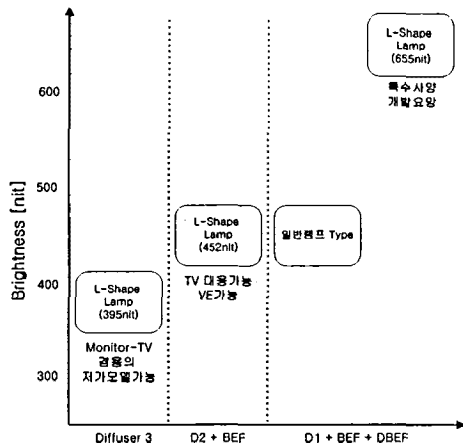 L-Shape
Lamp
(655nit)
특수사양
개발요망
600
500
L-Shape
Lamp
(452nit)
일반램프 Type
TV 대응가능
VE가능
Brightness [nit]
400
L-Shape
Lamp
(395nit)
Monitor-TV
겸용의
저가모델가능
300
Diffuser 3
D2 + BEF
D1 + BEF + DBEF